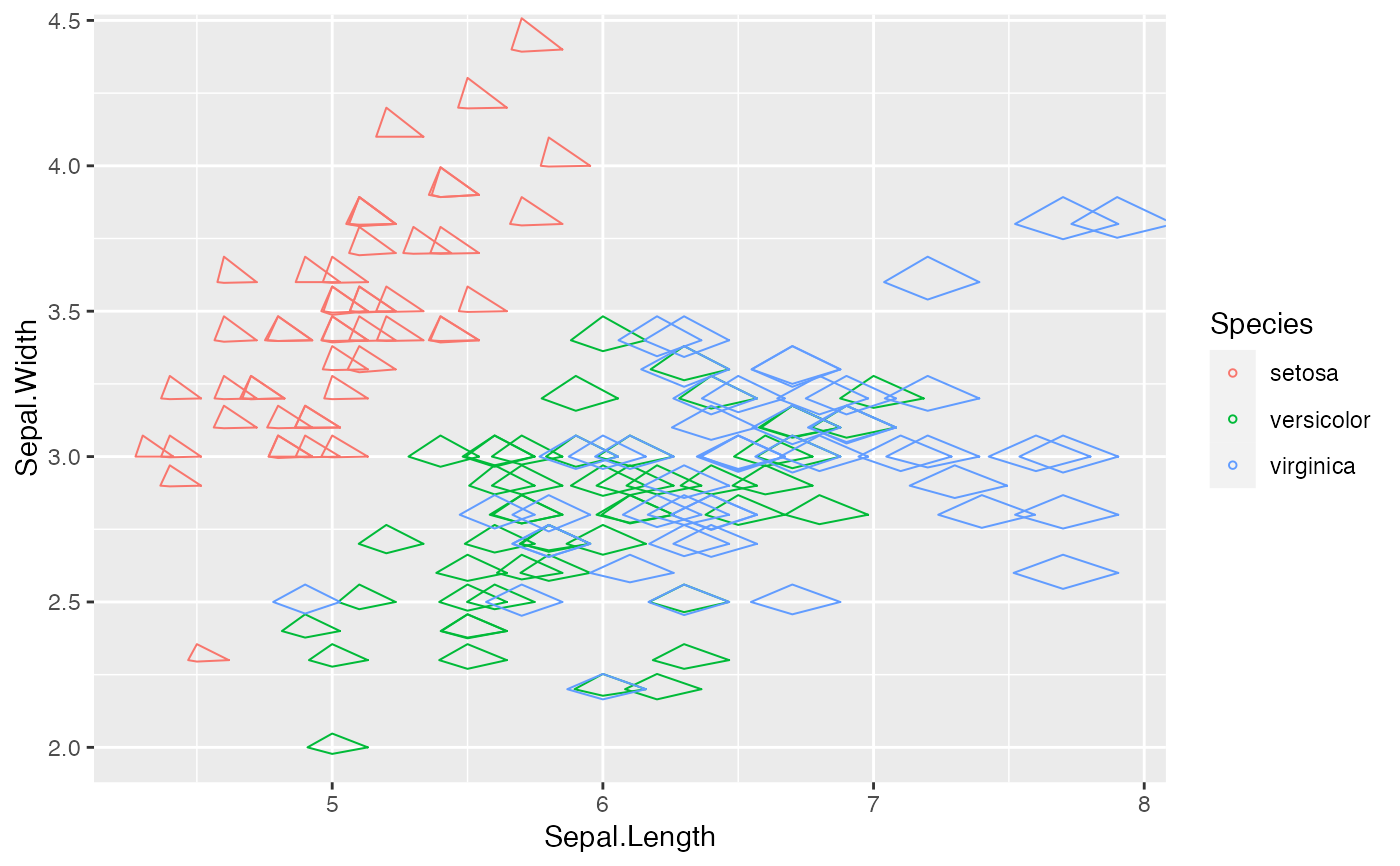 4.5
4.0
3.5
3.0
2.5
2.0
Sepal.Width
5 6 7 8
Sepal.Length
Species
setosa
versicolor
virginica